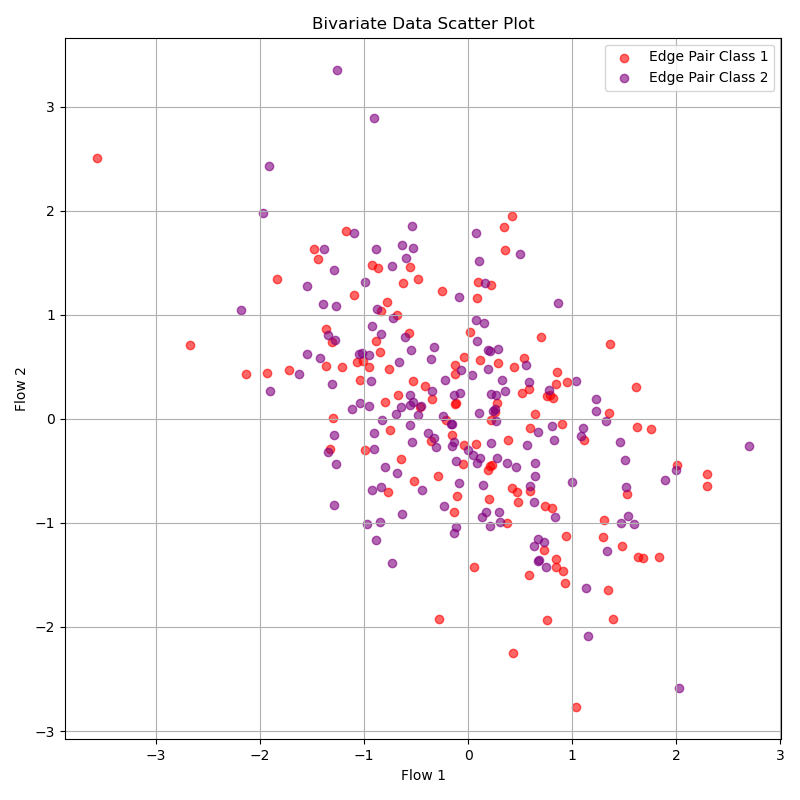 Bivariate Data Scatter Plot
Edge Pair Class 1
Edge Pair Class 2
3
2
1
0
−1
−2
−3
Flow 2
−3
−2
−1
0
1
2
3
Flow 1